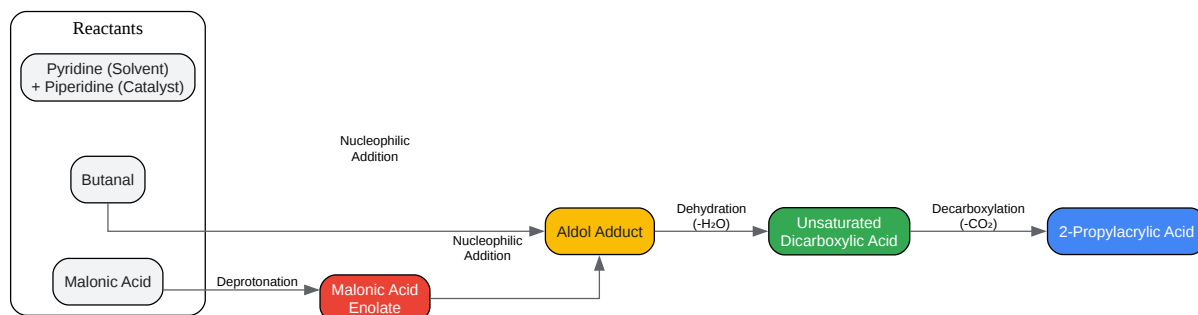 Reactants
Pyridine (Solvent)
+ Piperidine (Catalyst)
Nucleophilic
Addition
Butanal
Aldol Adduct
Dehydration
(-H₂O)
Unsaturated
Dicarboxylic Acid
Decarboxylation
(-CO₂)
2-Propylacrylic Acid
Nucleophilic
Addition
Malonic Acid
Deprotonation
Malonic Acid
Enolate